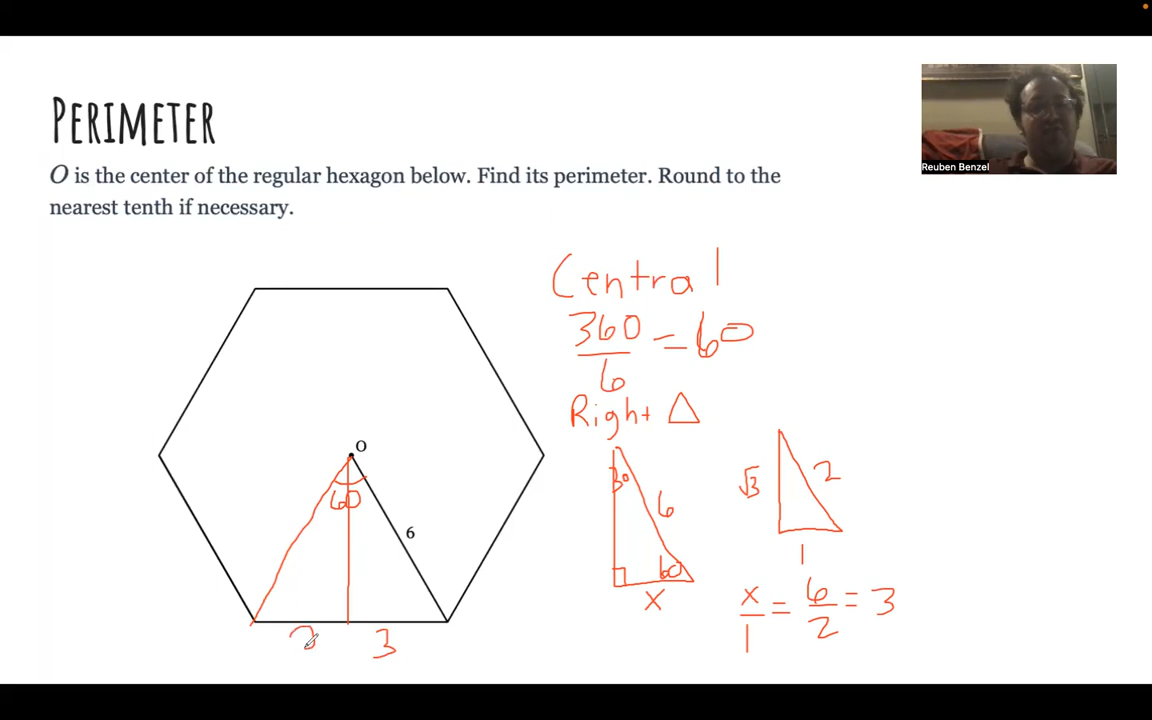 PERIMETER
O is the center of the regular hexagon below. Find its perimeter. Round to the
nearest tenth if necessary.
Reuben Benzel
Central
360/6 = 60
Right △
O
60
6
3
3
30
6
60
x
√3
2
1
x/1 = 6/2 = 3